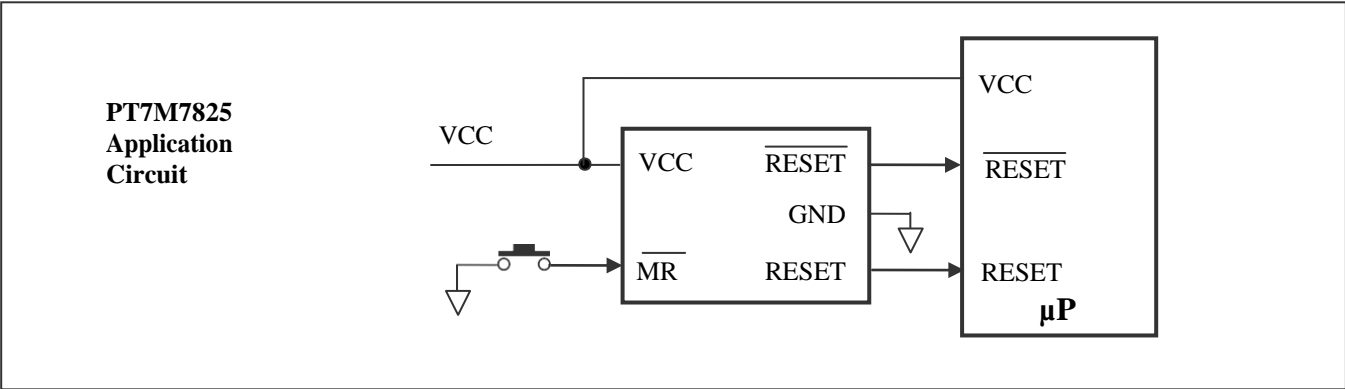 PT7M7825
Application
Circuit
VCC
VCC
RESET
GND
MR
RESET
VCC
RESET
RESET
µP